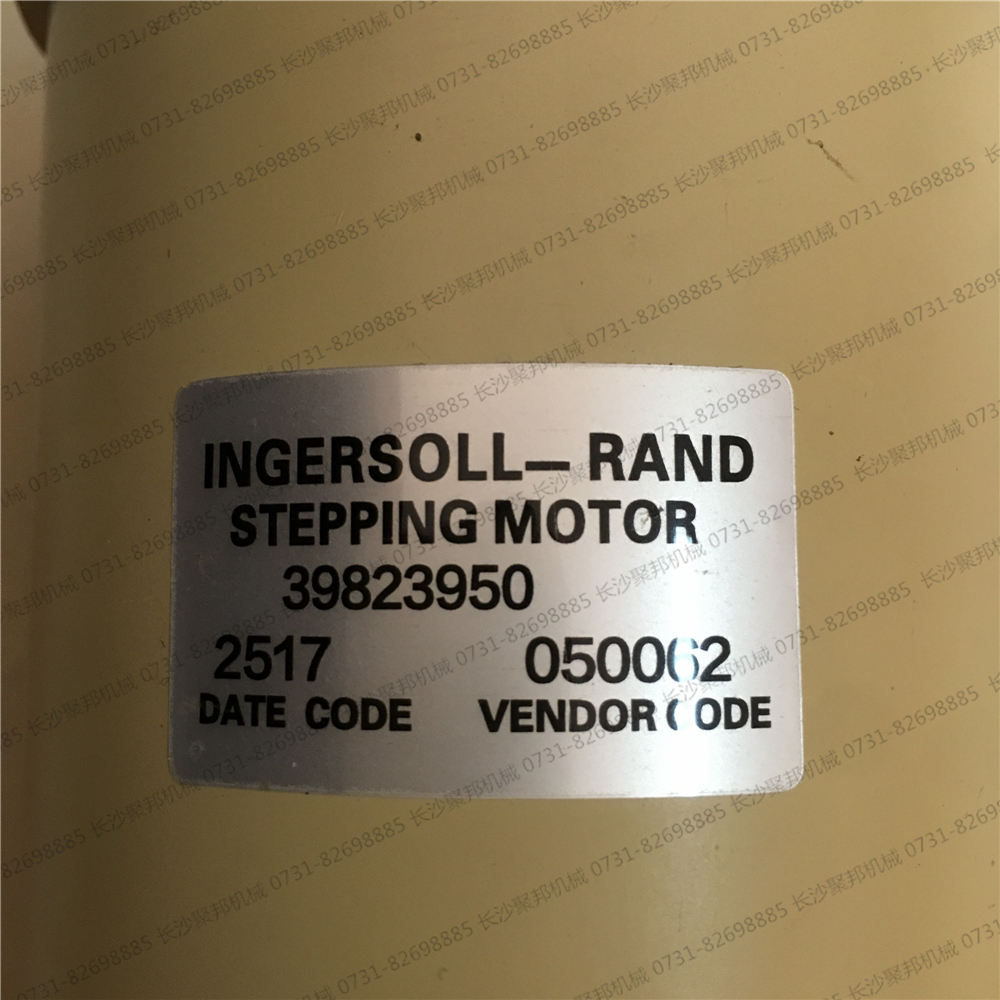 INGERSOLL–RAND
STEPPING MOTOR
39823950
2517 050062
DATE CODE VENDOR CODE
长沙聚邦机械 0731-82698885